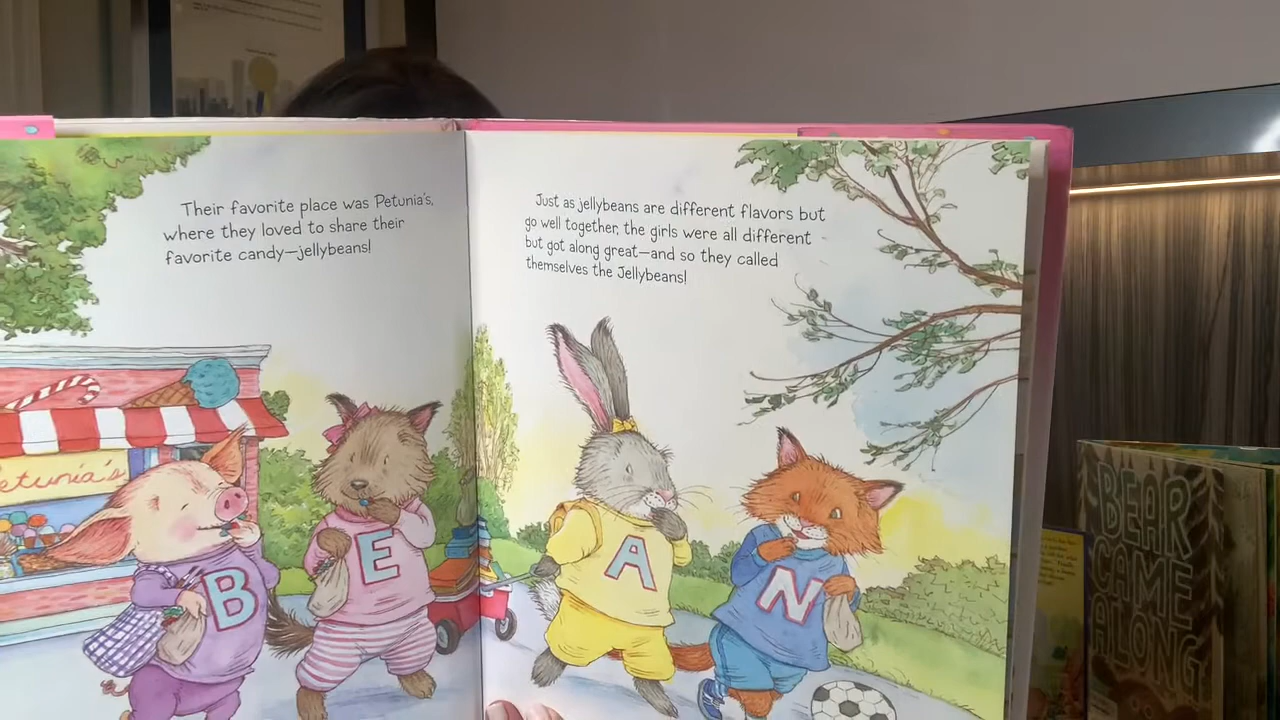 Their favorite place was Petunia's,
where they loved to share their
favorite candy—jellybeans!
Just as jellybeans are different flavors but
go well together, the girls were all different
but got along great—and so they called
themselves the Jellybeans!
etunia's
B
E
A
N
BEAR
CAME
ALONG